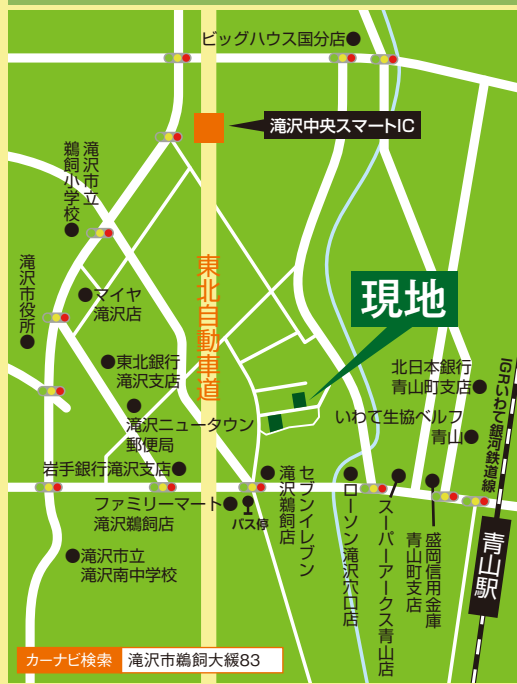 ビッグハウス国分店
滝沢中央スマートIC
滝沢市立
鵜飼小学校
滝沢市役所
マイヤ
滝沢店
東北自動車道
現地
東北銀行
滝沢支店
北日本銀行
青山町支店
IGRいわて銀河鉄道線
滝沢ニュータウン
郵便局
いわて生協ベルフ
青山
岩手銀行滝沢支店
ファミリーマート
滝沢鵜飼店
バス停
セブンイレブン
滝沢鵜飼店
ローソン滝沢穴口店
スーパーアークス青山店
盛岡信用金庫
青山町支店
青山駅
滝沢市立
滝沢南中学校
カーナビ検索 滝沢市鵜飼大緩83